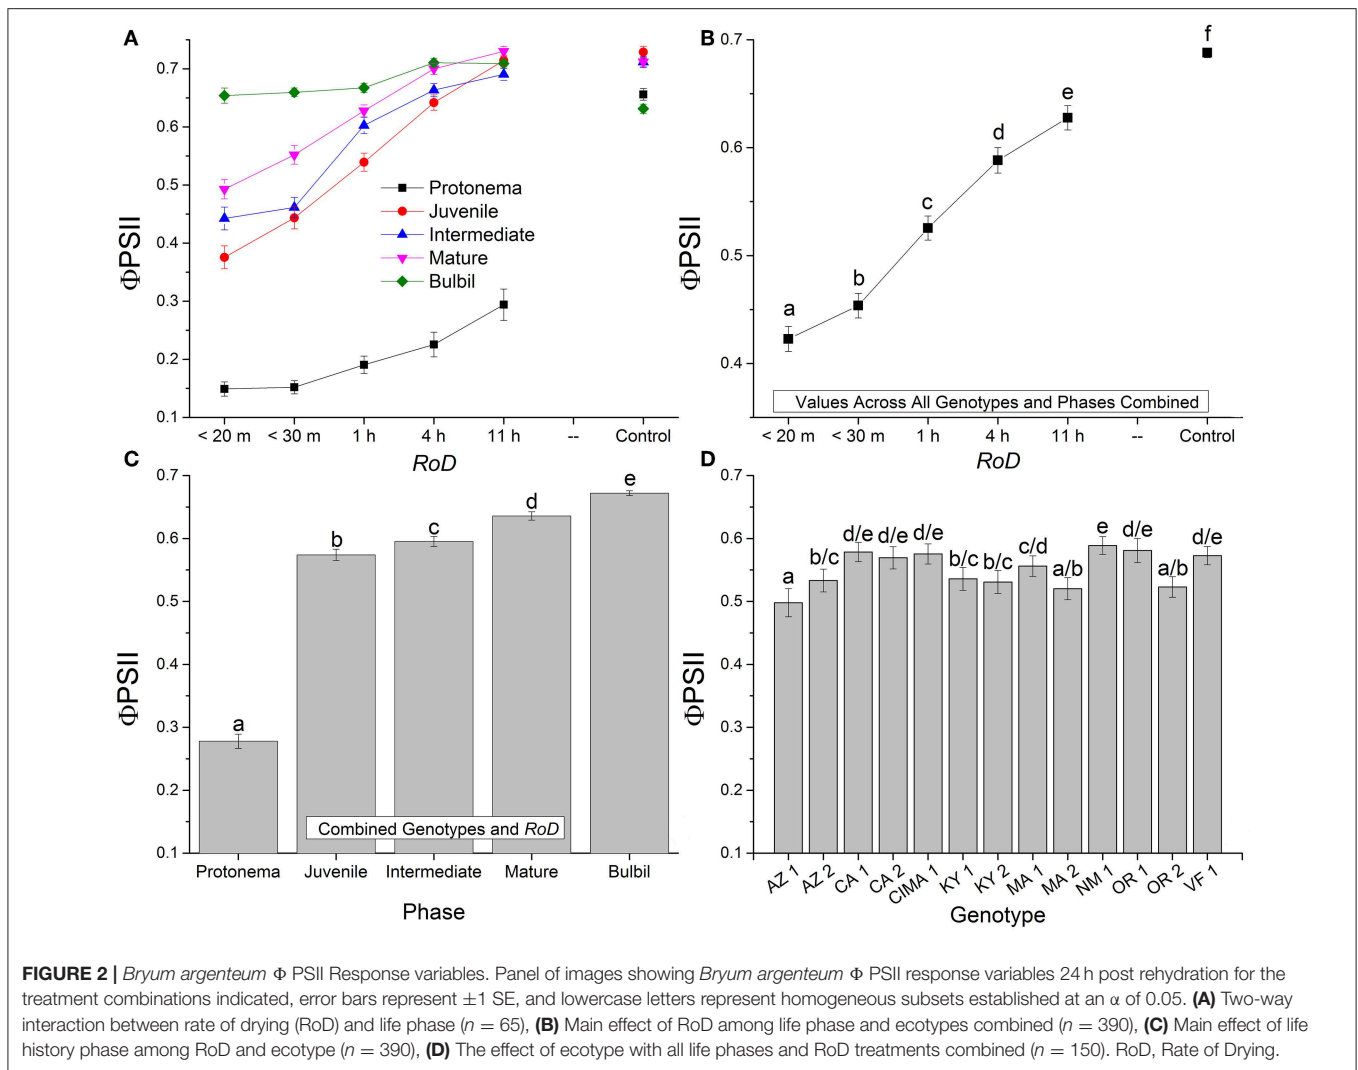 A
0.7
0.6
0.5
0.4
0.3
0.2
0.1
ΦPSII
Protonema
Juvenile
Intermediate
Mature
Bulbil
< 20 m < 30 m 1 h 4 h 11 h -- Control
RoD
B
0.7
0.6
0.5
0.4
ΦPSII
a
b
c
d
e
f
Values Across All Genotypes and Phases Combined
< 20 m < 30 m 1 h 4 h 11 h -- Control
RoD
C
0.7
0.6
0.5
0.4
0.3
0.2
0.1
ΦPSII
a
b
c
d
e
Combined Genotypes and RoD
Protonema Juvenile Intermediate Mature Bulbil
Phase
D
0.7
0.6
0.5
0.4
0.3
0.2
0.1
ΦPSII
a b/c d/e d/e d/e b/c b/c c/d a/b e d/e a/b d/e
AZ 1 AZ 2 CA 1 CA 2 CIMA 1 KY 1 KY 2 MA 1 MA 2 NM 1 OR 1 OR 2 VF 1
Genotype
FIGURE 2 | Bryum argenteum Φ PSII Response variables. Panel of images showing Bryum argenteum Φ PSII response variables 24 h post rehydration for the
treatment combinations indicated, error bars represent ±1 SE, and lowercase letters represent homogeneous subsets established at an α of 0.05. (A) Two-way
interaction between rate of drying (RoD) and life phase (n = 65), (B) Main effect of RoD among life phase and ecotypes combined (n = 390), (C) Main effect of life
history phase among RoD and ecotype (n = 390), (D) The effect of ecotype with all life phases and RoD treatments combined (n = 150). RoD, Rate of Drying.